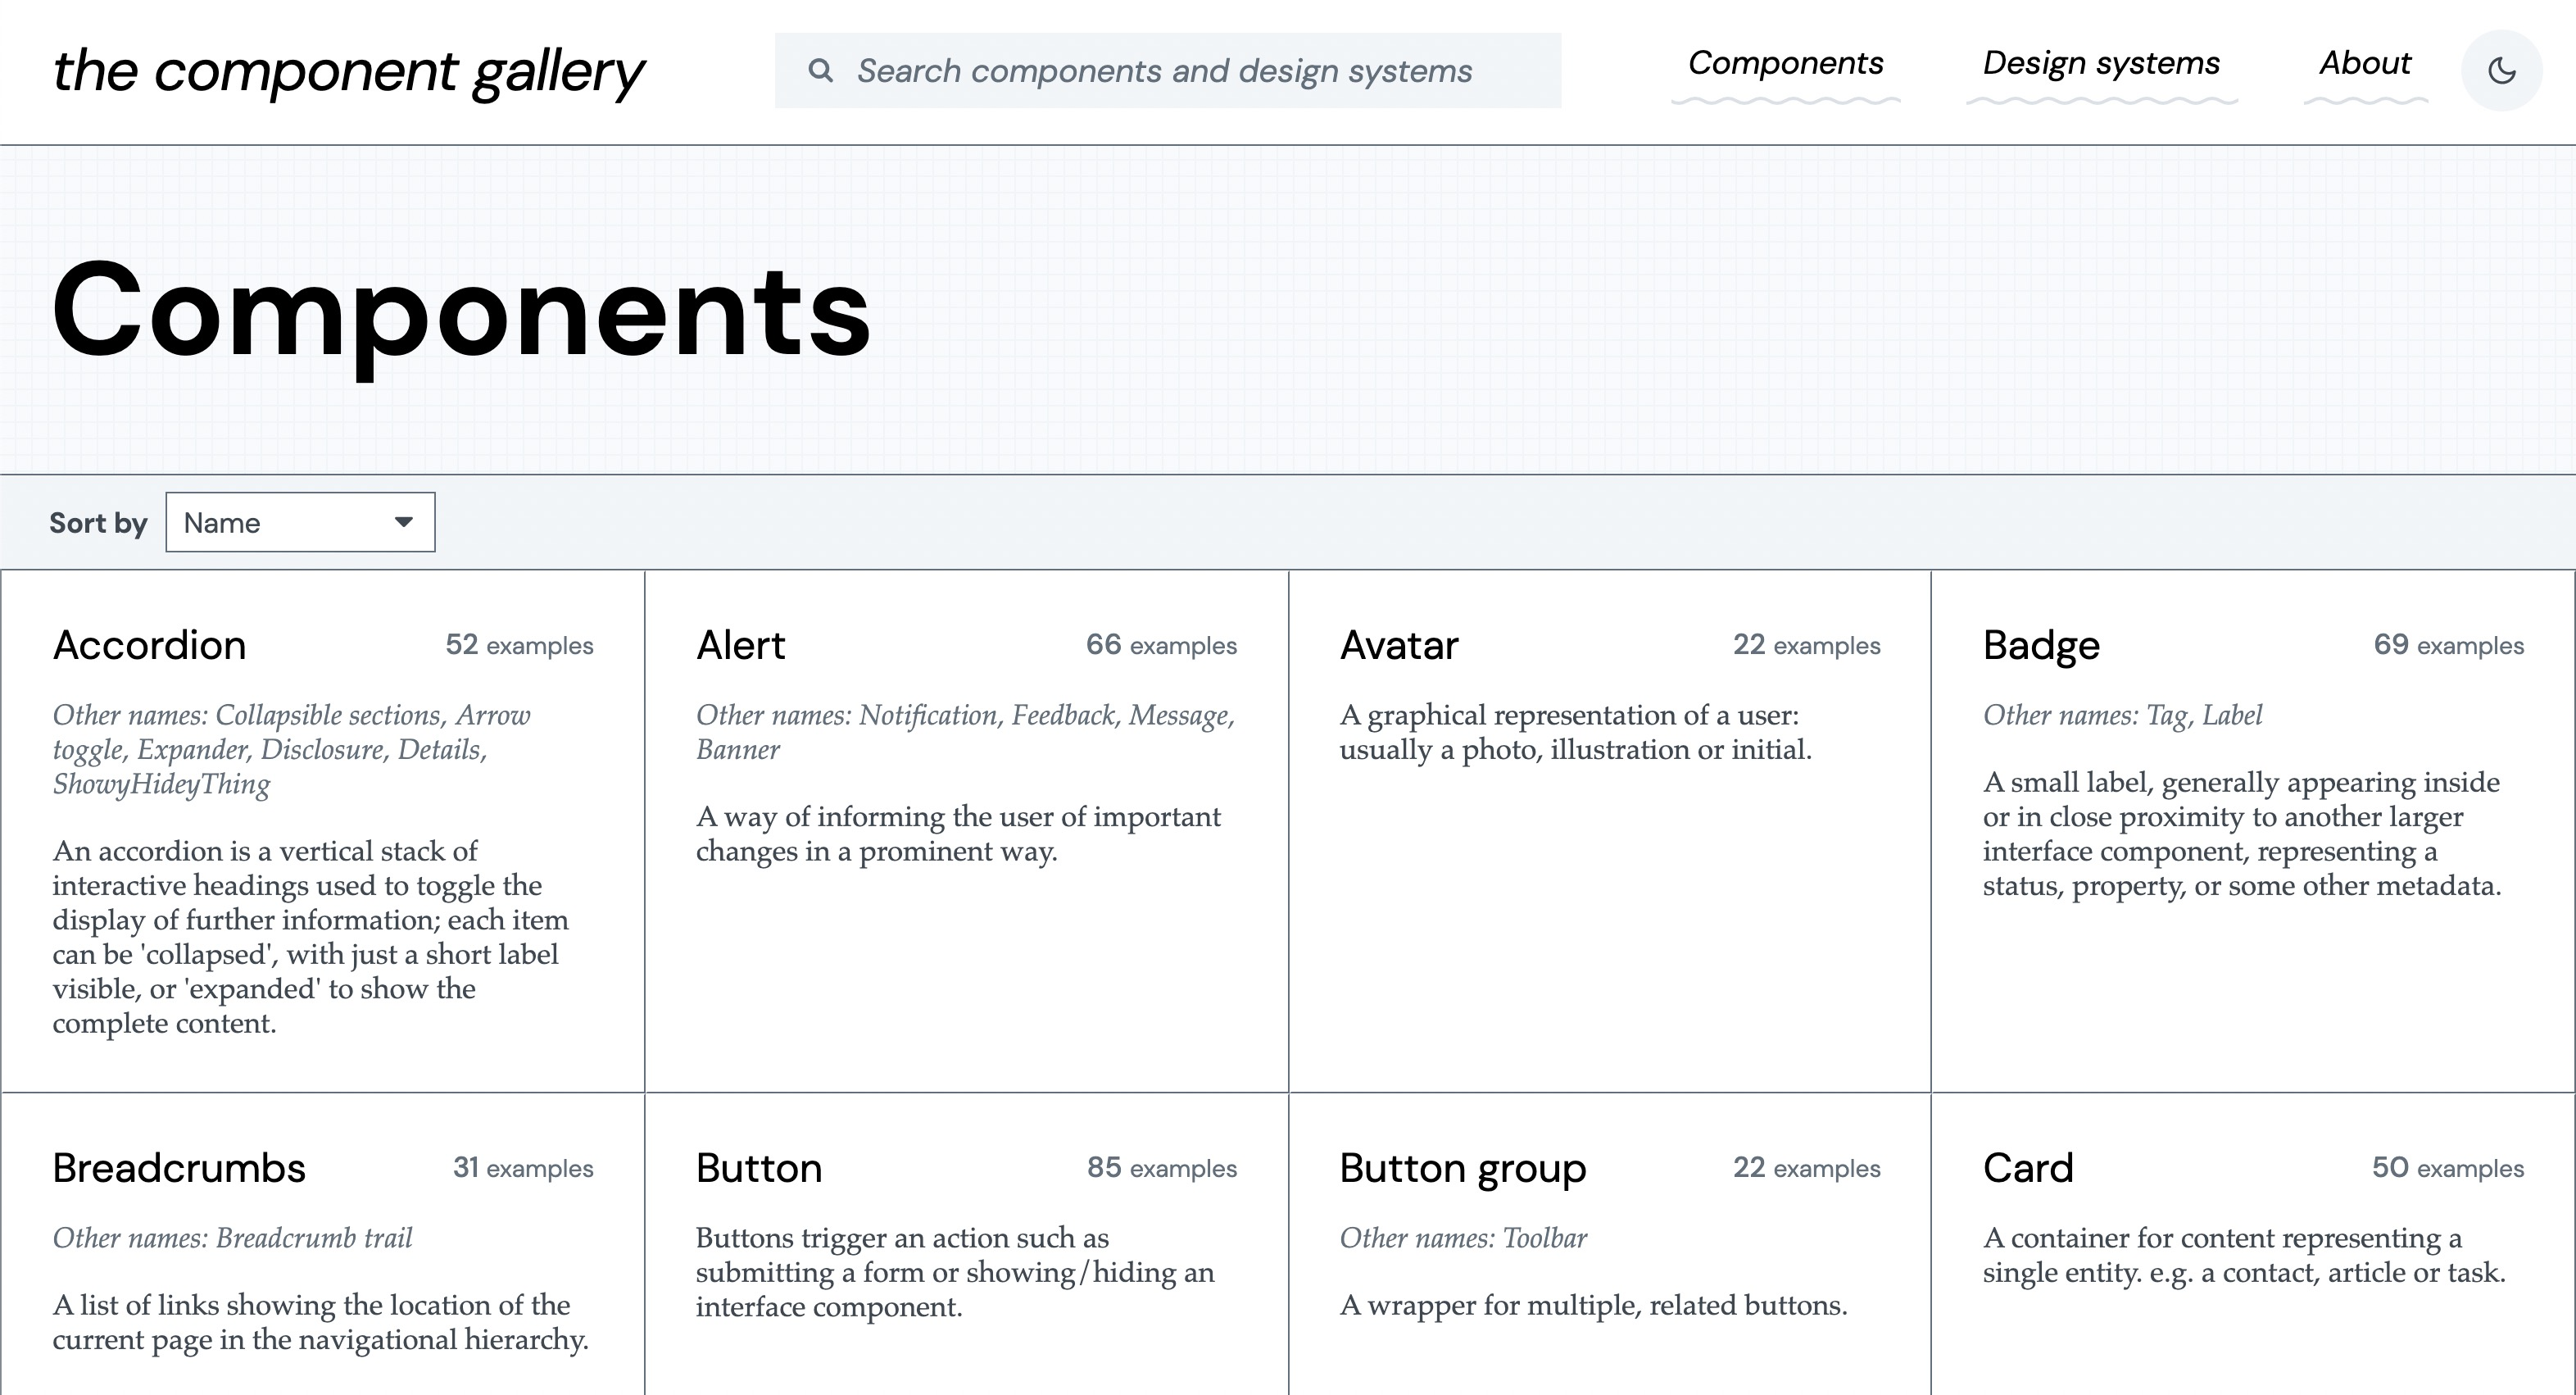 the component gallery
Search components and design systems
Components
Design systems
About
Components
Sort by
Name
Accordion
52 examples
Other names: Collapsible sections, Arrow
toggle, Expander, Disclosure, Details,
ShowyHideyThing
An accordion is a vertical stack of
interactive headings used to toggle the
display of further information; each item
can be 'collapsed', with just a short label
visible, or 'expanded' to show the
complete content.
Alert
66 examples
Other names: Notification, Feedback, Message,
Banner
A way of informing the user of important
changes in a prominent way.
Avatar
22 examples
A graphical representation of a user:
usually a photo, illustration or initial.
Badge
69 examples
Other names: Tag, Label
A small label, generally appearing inside
or in close proximity to another larger
interface component, representing a
status, property, or some other metadata.
Breadcrumbs
31 examples
Other names: Breadcrumb trail
A list of links showing the location of the
current page in the navigational hierarchy.
Button
85 examples
Buttons trigger an action such as
submitting a form or showing/hiding an
interface component.
Button group
22 examples
Other names: Toolbar
A wrapper for multiple, related buttons.
Card
50 examples
A container for content representing a
single entity. e.g. a contact, article or task.